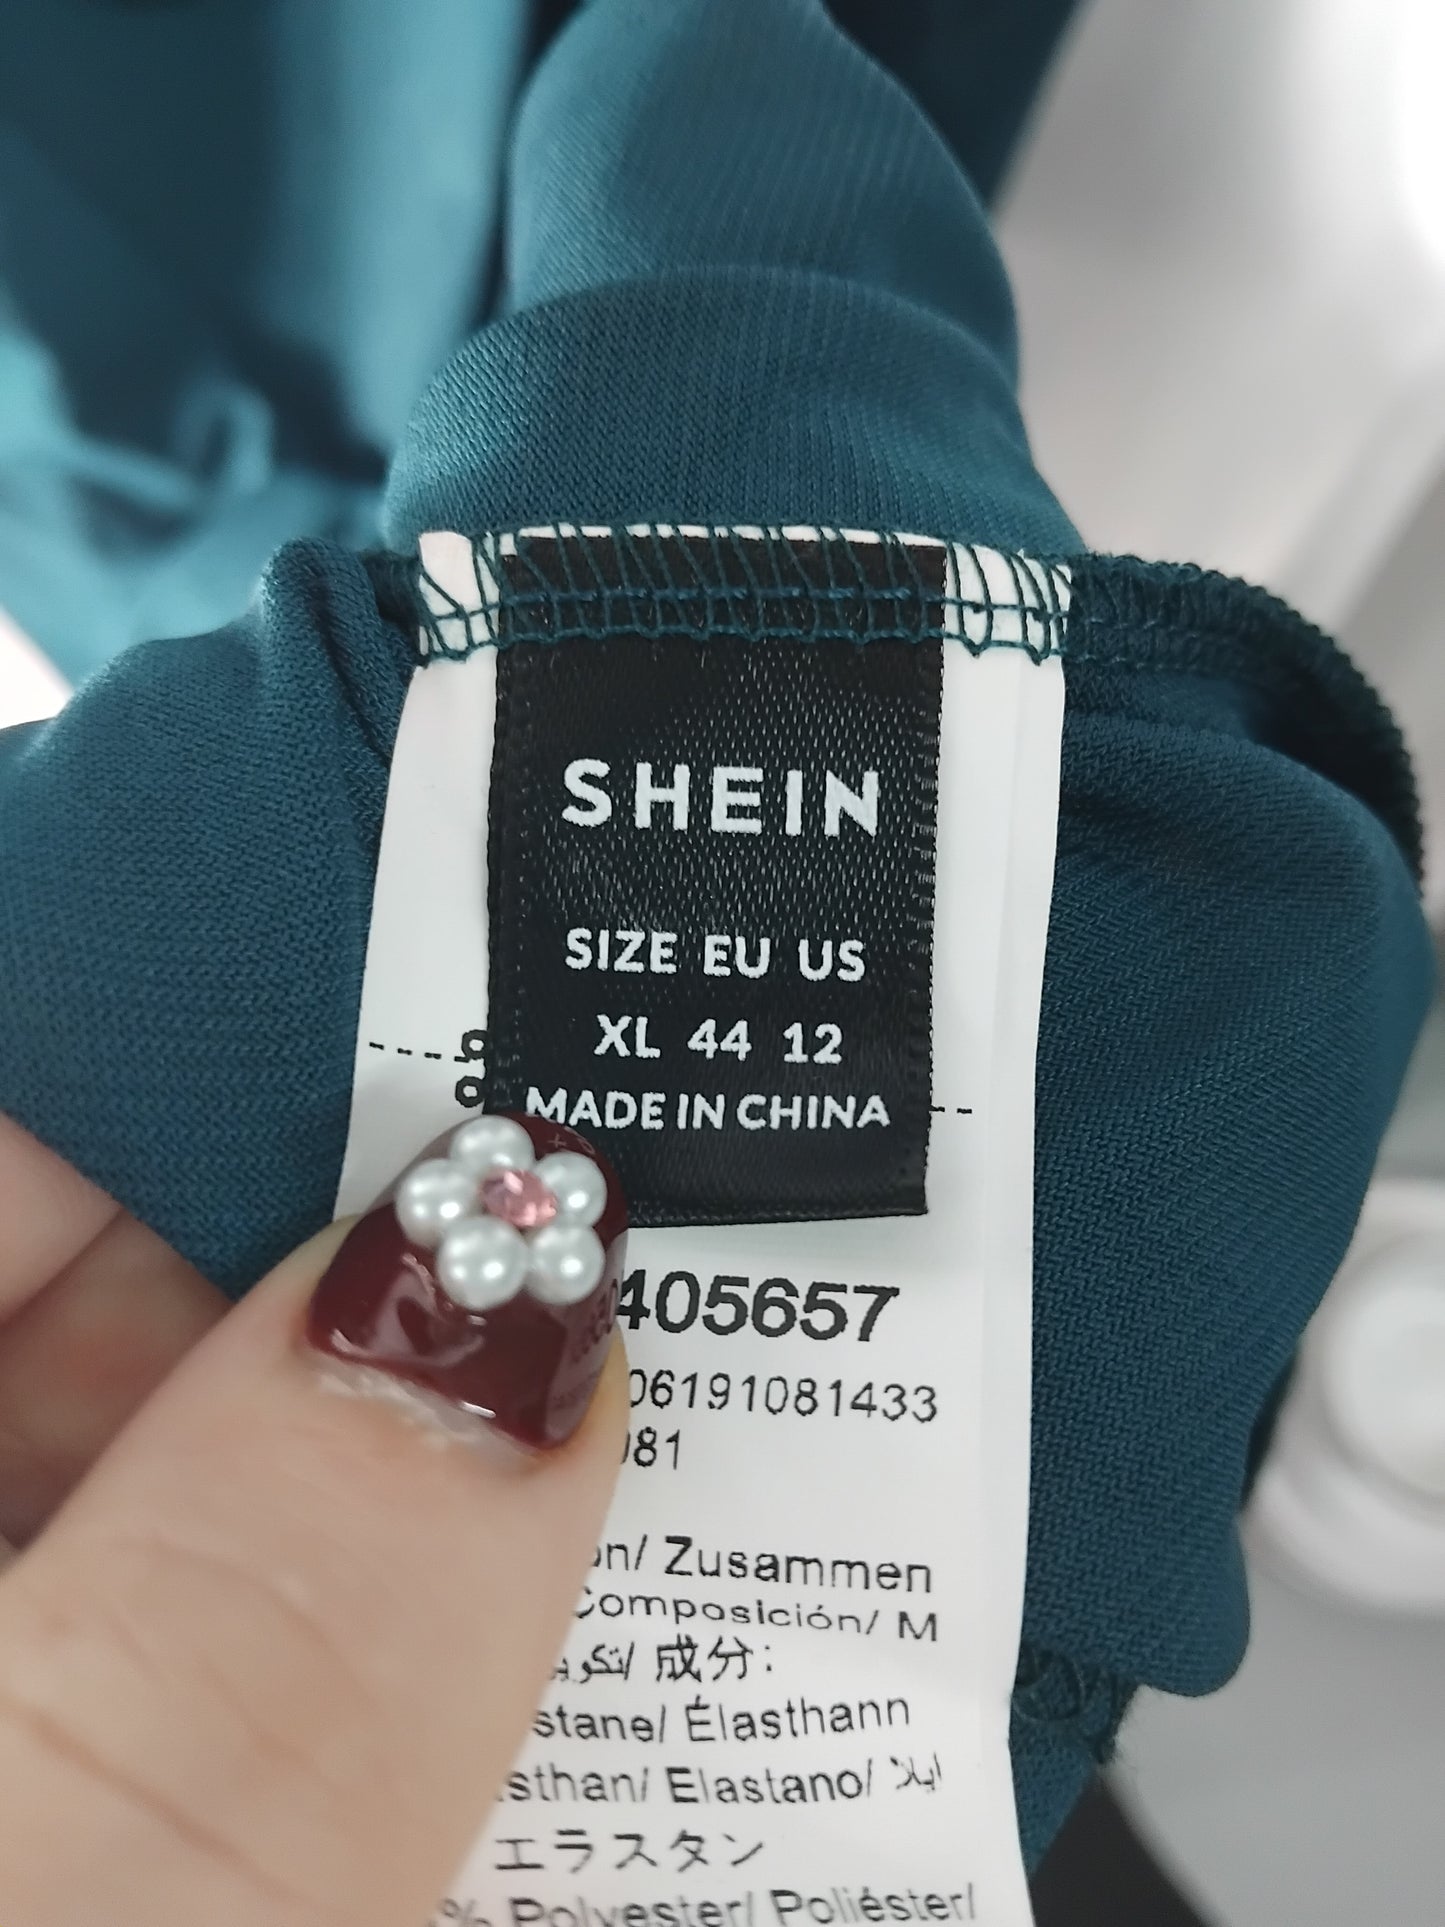 SHEIN
SIZE EU US
XL 44 12
MADE IN CHINA
405657
06191081433
081
on/ Zusammen
Composición/ M
成分:
stane/ Élasthann
sthan/ Elastano/
エラスタン
% Polyester/ Poliéster/